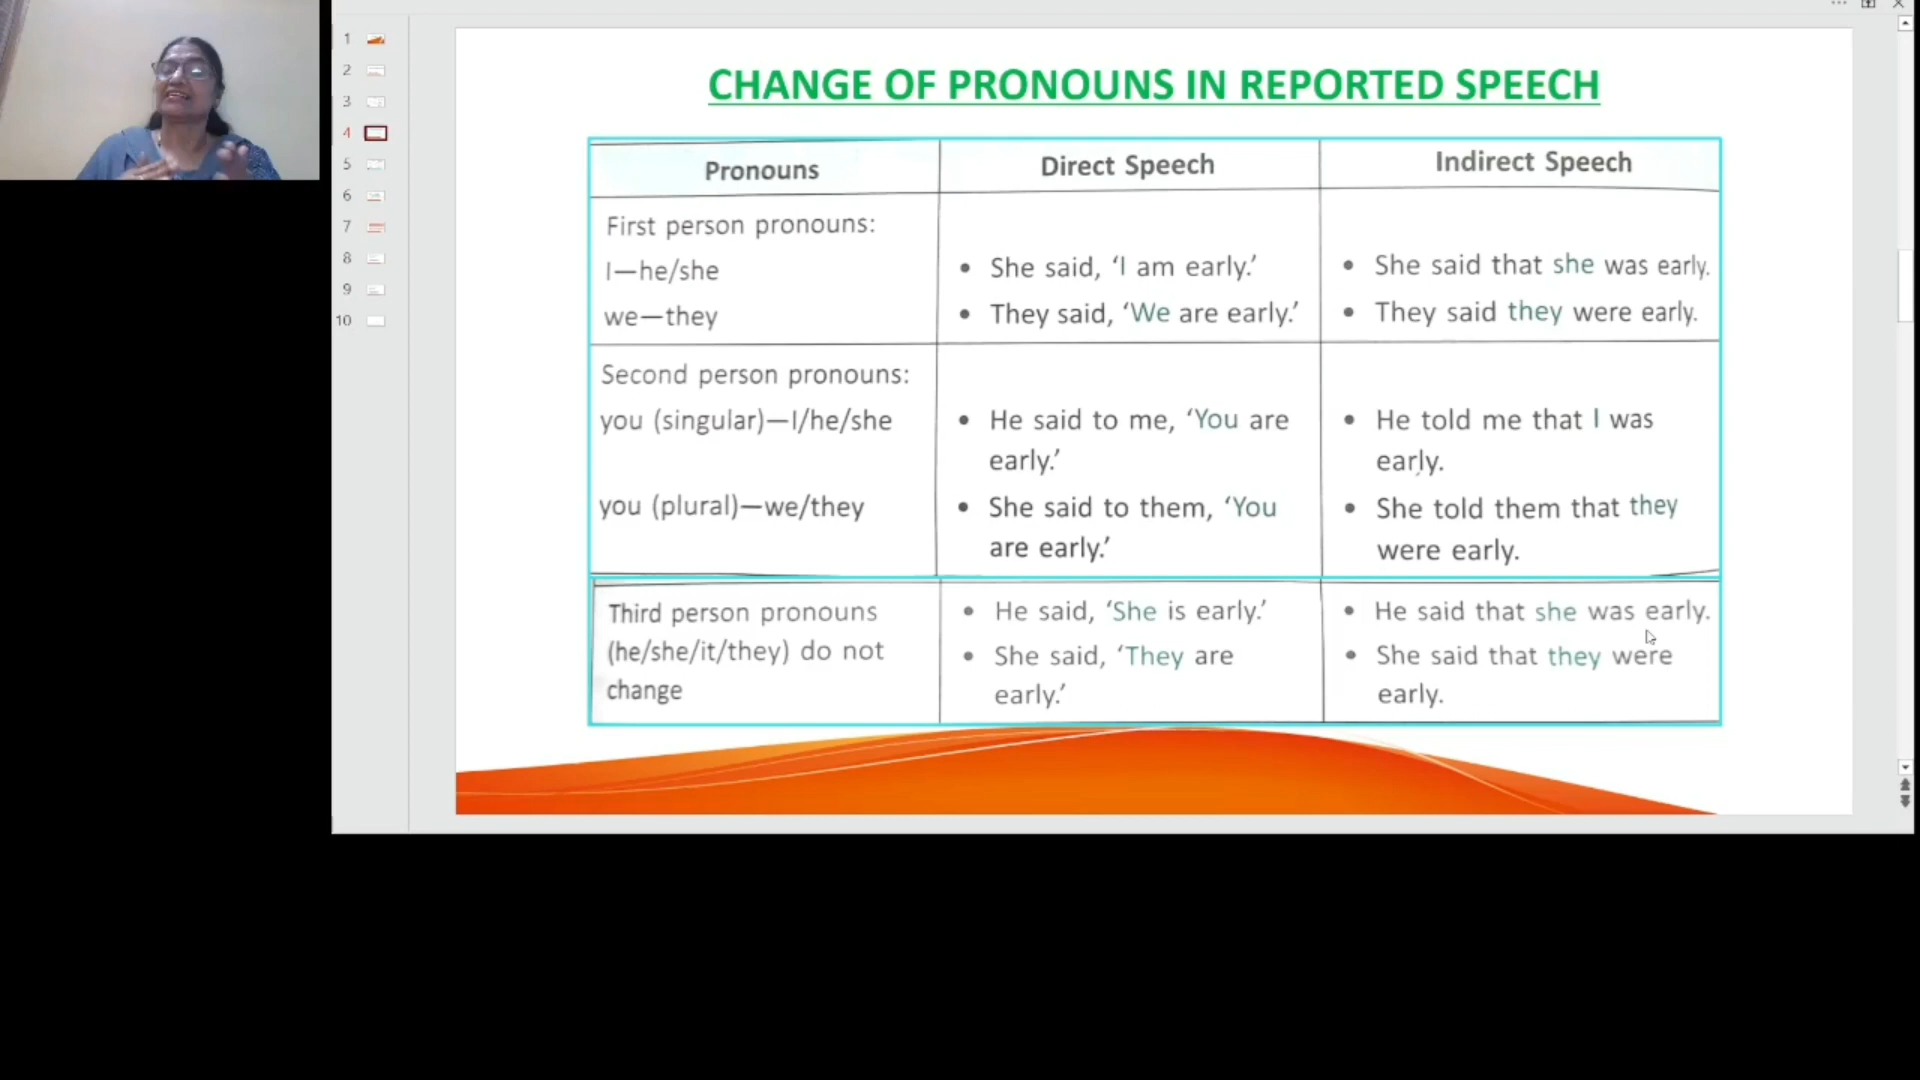 1
2
3
4
5
6
7
8
9
10
CHANGE OF PRONOUNS IN REPORTED SPEECH
Pronouns
Direct Speech
Indirect Speech
First person pronouns:
I—he/she
we—they
• She said, ‘I am early.’
• They said, ‘We are early.’
• She said that she was early.
• They said they were early.
Second person pronouns:
you (singular)—I/he/she
you (plural)—we/they
• He said to me, ‘You are
early.’
• She said to them, ‘You
are early.’
• He told me that I was
early.
• She told them that they
were early.
Third person pronouns
(he/she/it/they) do not
change
• He said, ‘She is early.’
• She said, ‘They are
early.’
• He said that she was early.
• She said that they were
early.